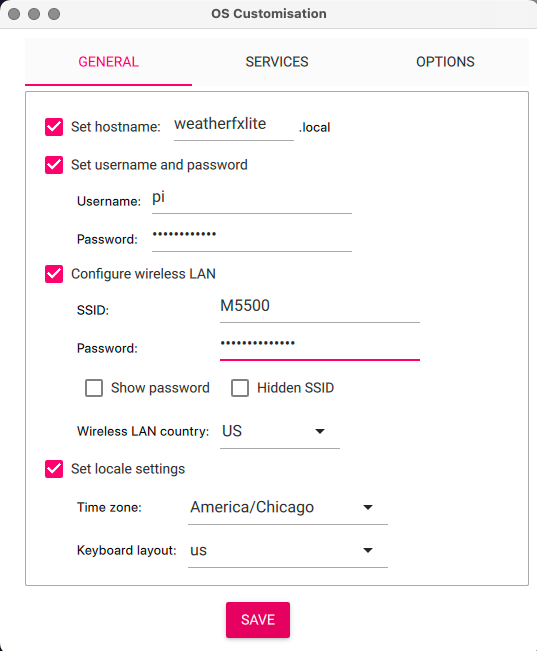 OS Customisation
GENERAL SERVICES OPTIONS
Set hostname: weatherfxlite .local
Set username and password
Username: pi
Password: ••••••••••••
Configure wireless LAN
SSID: M5500
Password: ••••••••••••••
Show password Hidden SSID
Wireless LAN country: US
Set locale settings
Time zone: America/Chicago
Keyboard layout: us
SAVE